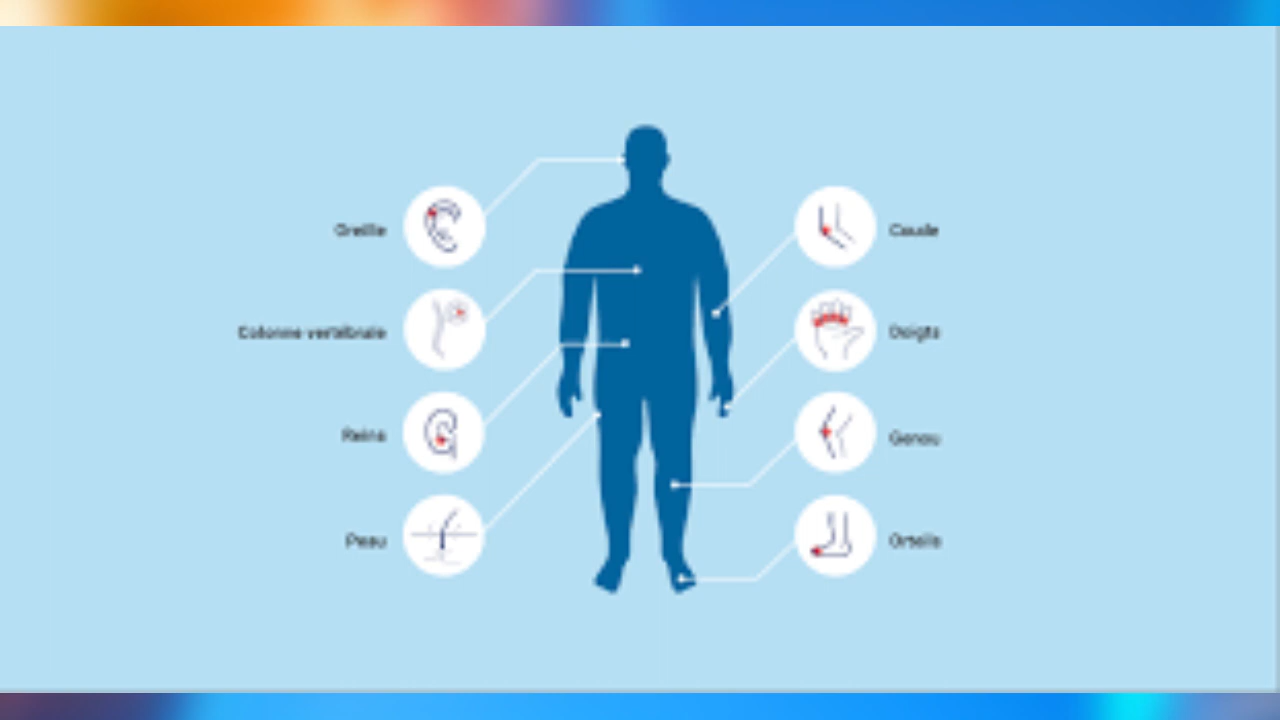 Oreille
Colonne vertébrale
Reins
Peau
Coude
Doigts
Genou
Orteils